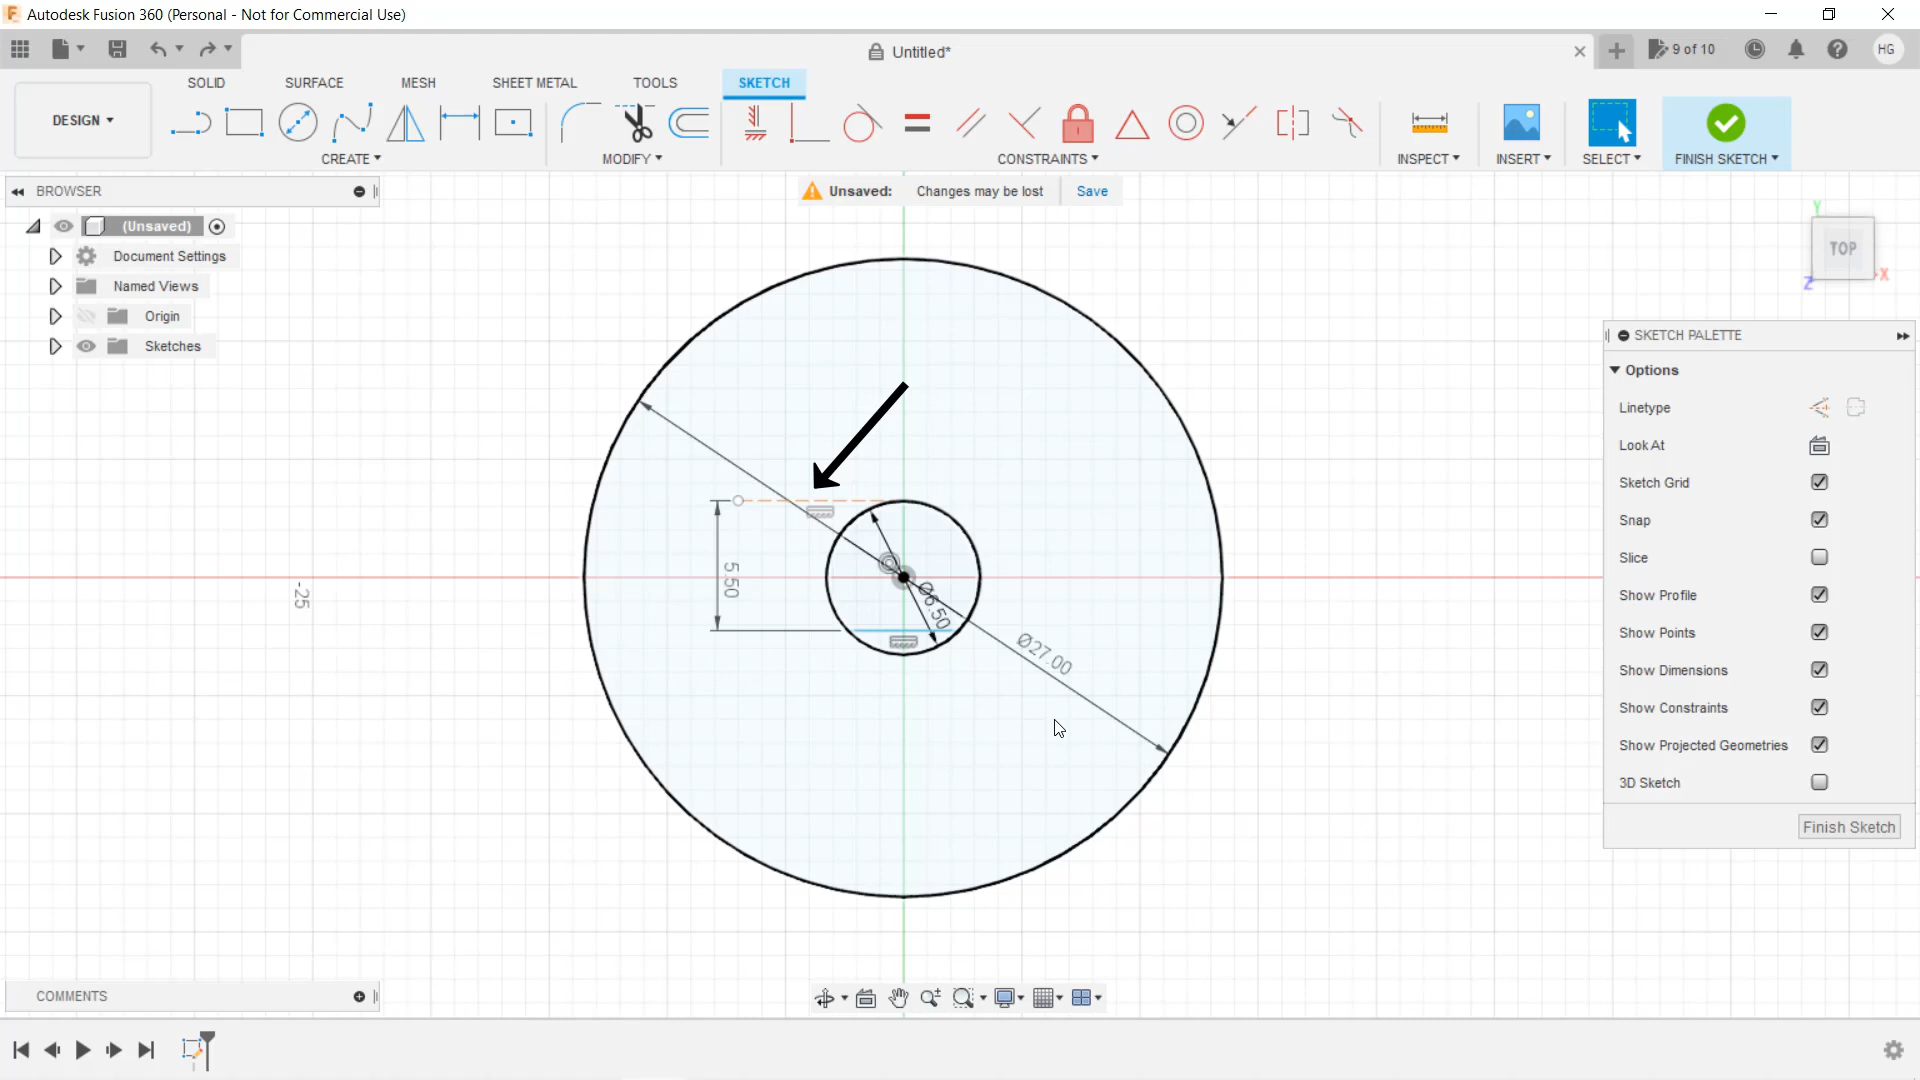 Autodesk Fusion 360 (Personal - Not for Commercial Use)
Untitled*
9 of 10
HG
DESIGN
SOLID
SURFACE
MESH
SHEET METAL
TOOLS
SKETCH
CREATE
MODIFY
CONSTRAINTS
INSPECT
INSERT
SELECT
FINISH SKETCH
BROWSER
Unsaved: Changes may be lost Save
(Unsaved)
Document Settings
Named Views
Origin
Sketches
Y
TOP
X
Z
SKETCH PALETTE
Options
Linetype
Look At
Sketch Grid
Snap
Slice
Show Profile
Show Points
Show Dimensions
Show Constraints
Show Projected Geometries
3D Sketch
Finish Sketch
-25
5.50
Ø6.50
Ø27.00
COMMENTS